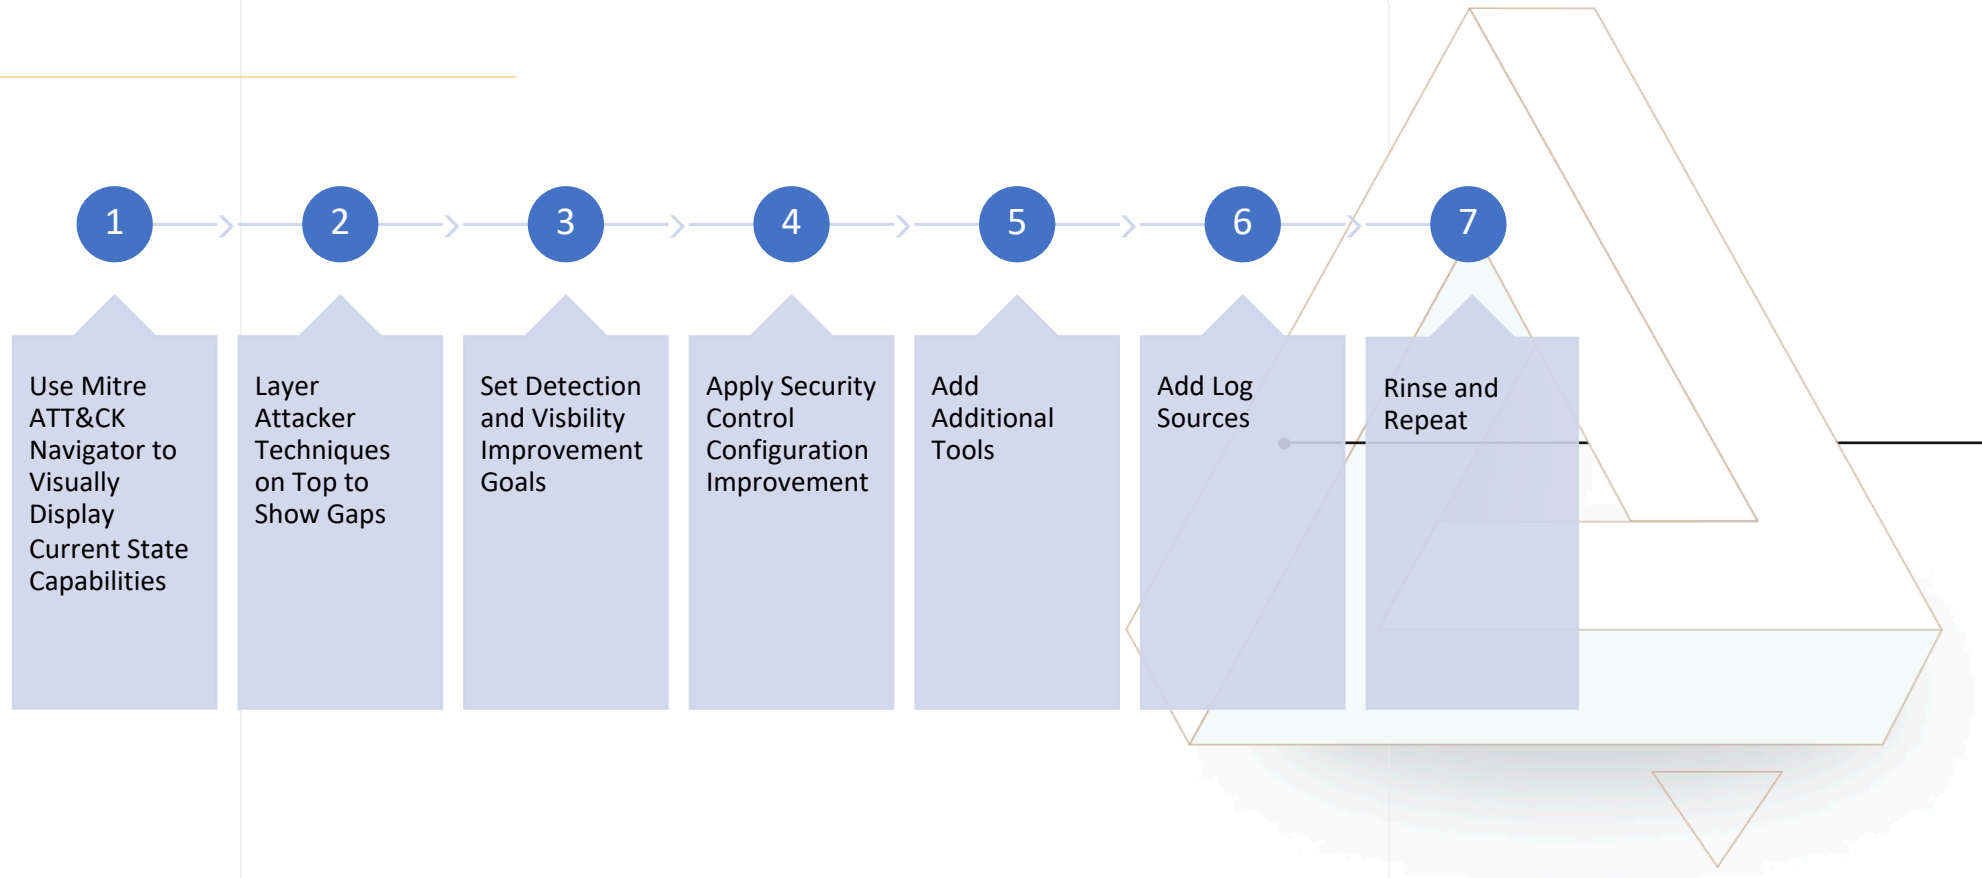 1
Use Mitre
ATT&CK
Navigator to
Visually
Display
Current State
Capabilities
2
Layer
Attacker
Techniques
on Top to
Show Gaps
3
Set Detection
and Visbility
Improvement
Goals
4
Apply Security
Control
Configuration
Improvement
5
Add
Additional
Tools
6
Add Log
Sources
7
Rinse and
Repeat